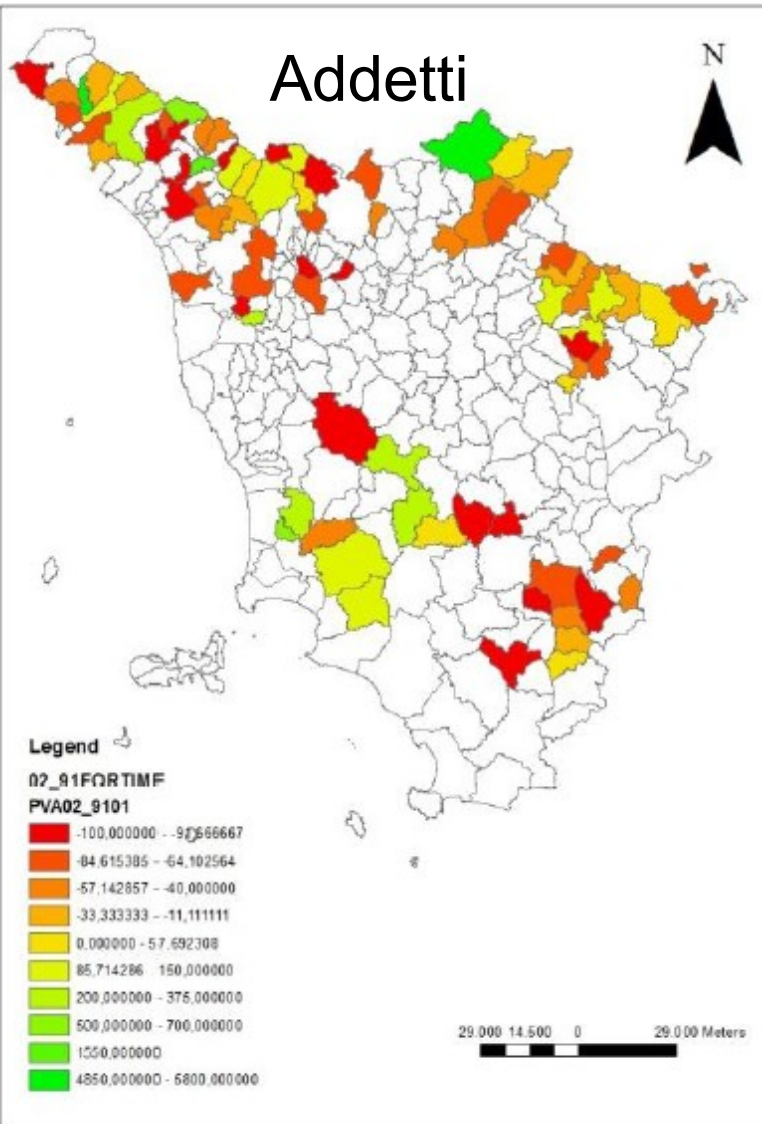 Addetti
N
Legend
02_91FORTIME
PVA02_9101
-100,000000 -
-84,615385 - -64,102564
-57,142857 - -40,000000
-33,333333 - -11,111111
0,000000 - 57,692308
85,714286 150,000000
200,000000 - 375,000000
500,000000 - 700,000000
1550,000000
4850,000000 - 5800,000000
29.000 14.500 0 29.000 Meters